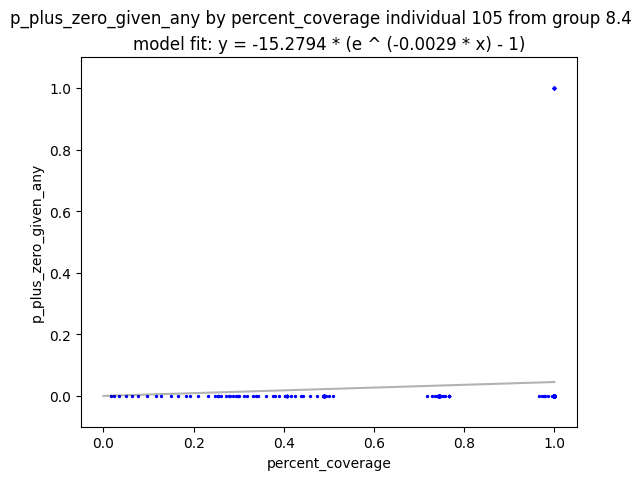 p_plus_zero_given_any by percent_coverage individual 105 from group 8.4
model fit: y = -15.2794 * (e ^ (-0.0029 * x) - 1)
1.0
0.8
0.6
0.4
0.2
0.0
p_plus_zero_given_any
0.0 0.2 0.4 0.6 0.8 1.0
percent_coverage